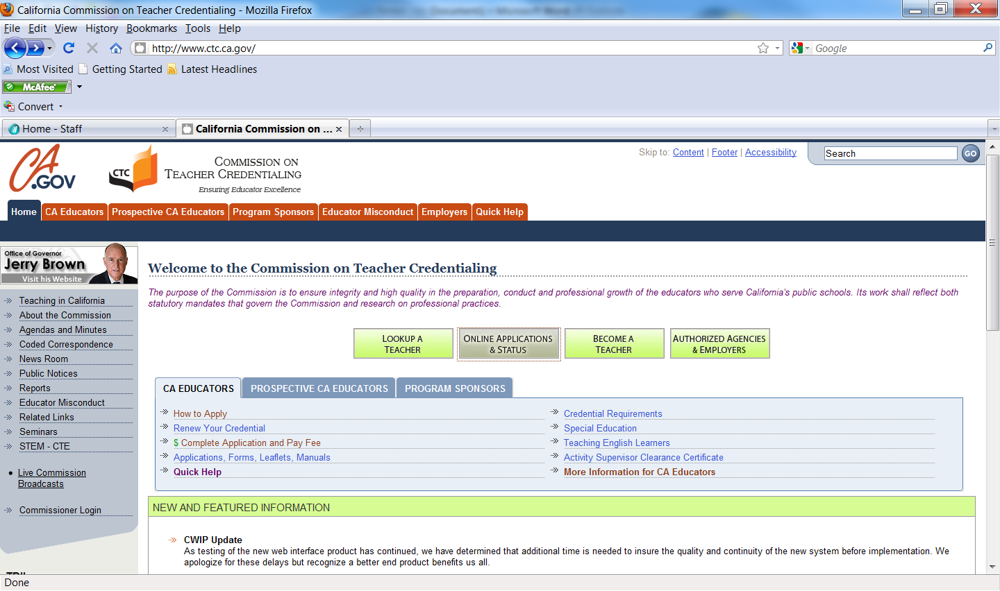 California Commission on Teacher Credentialing - Mozilla Firefox
File Edit View History Bookmarks Tools Help
http://www.ctc.ca.gov/
Google
Most Visited Getting Started Latest Headlines
McAfee
Convert
Home - Staff
California Commission on ...
CA.GOV
CTC
COMMISSION ON
TEACHER CREDENTIALING
Ensuring Educator Excellence
Skip to: Content | Footer | Accessibility
Search
GO
Home CA Educators Prospective CA Educators Program Sponsors Educator Misconduct Employers Quick Help
Office of Governor
Jerry Brown
Visit his Website
Teaching in California
About the Commission
Agendas and Minutes
Coded Correspondence
News Room
Public Notices
Reports
Educator Misconduct
Related Links
Seminars
STEM - CTE
Live Commission
Broadcasts
Commissioner Login
Welcome to the Commission on Teacher Credentialing
The purpose of the Commission is to ensure integrity and high quality in the preparation, conduct and professional growth of the educators who serve California's public schools. Its work shall reflect both
statutory mandates that govern the Commission and research on professional practices.
LOOKUP A
TEACHER
ONLINE APPLICATIONS
& STATUS
BECOME A
TEACHER
AUTHORIZED AGENCIES
& EMPLOYERS
CA EDUCATORS PROSPECTIVE CA EDUCATORS PROGRAM SPONSORS
How to Apply
Renew Your Credential
$ Complete Application and Pay Fee
Applications, Forms, Leaflets, Manuals
Quick Help
Credential Requirements
Special Education
Teaching English Learners
Activity Supervisor Clearance Certificate
More Information for CA Educators
NEW AND FEATURED INFORMATION
CWIP Update
As testing of the new web interface product has continued, we have determined that additional time is needed to insure the quality and continuity of the new system before implementation. We
apologize for these delays but recognize a better end product benefits us all.
Done